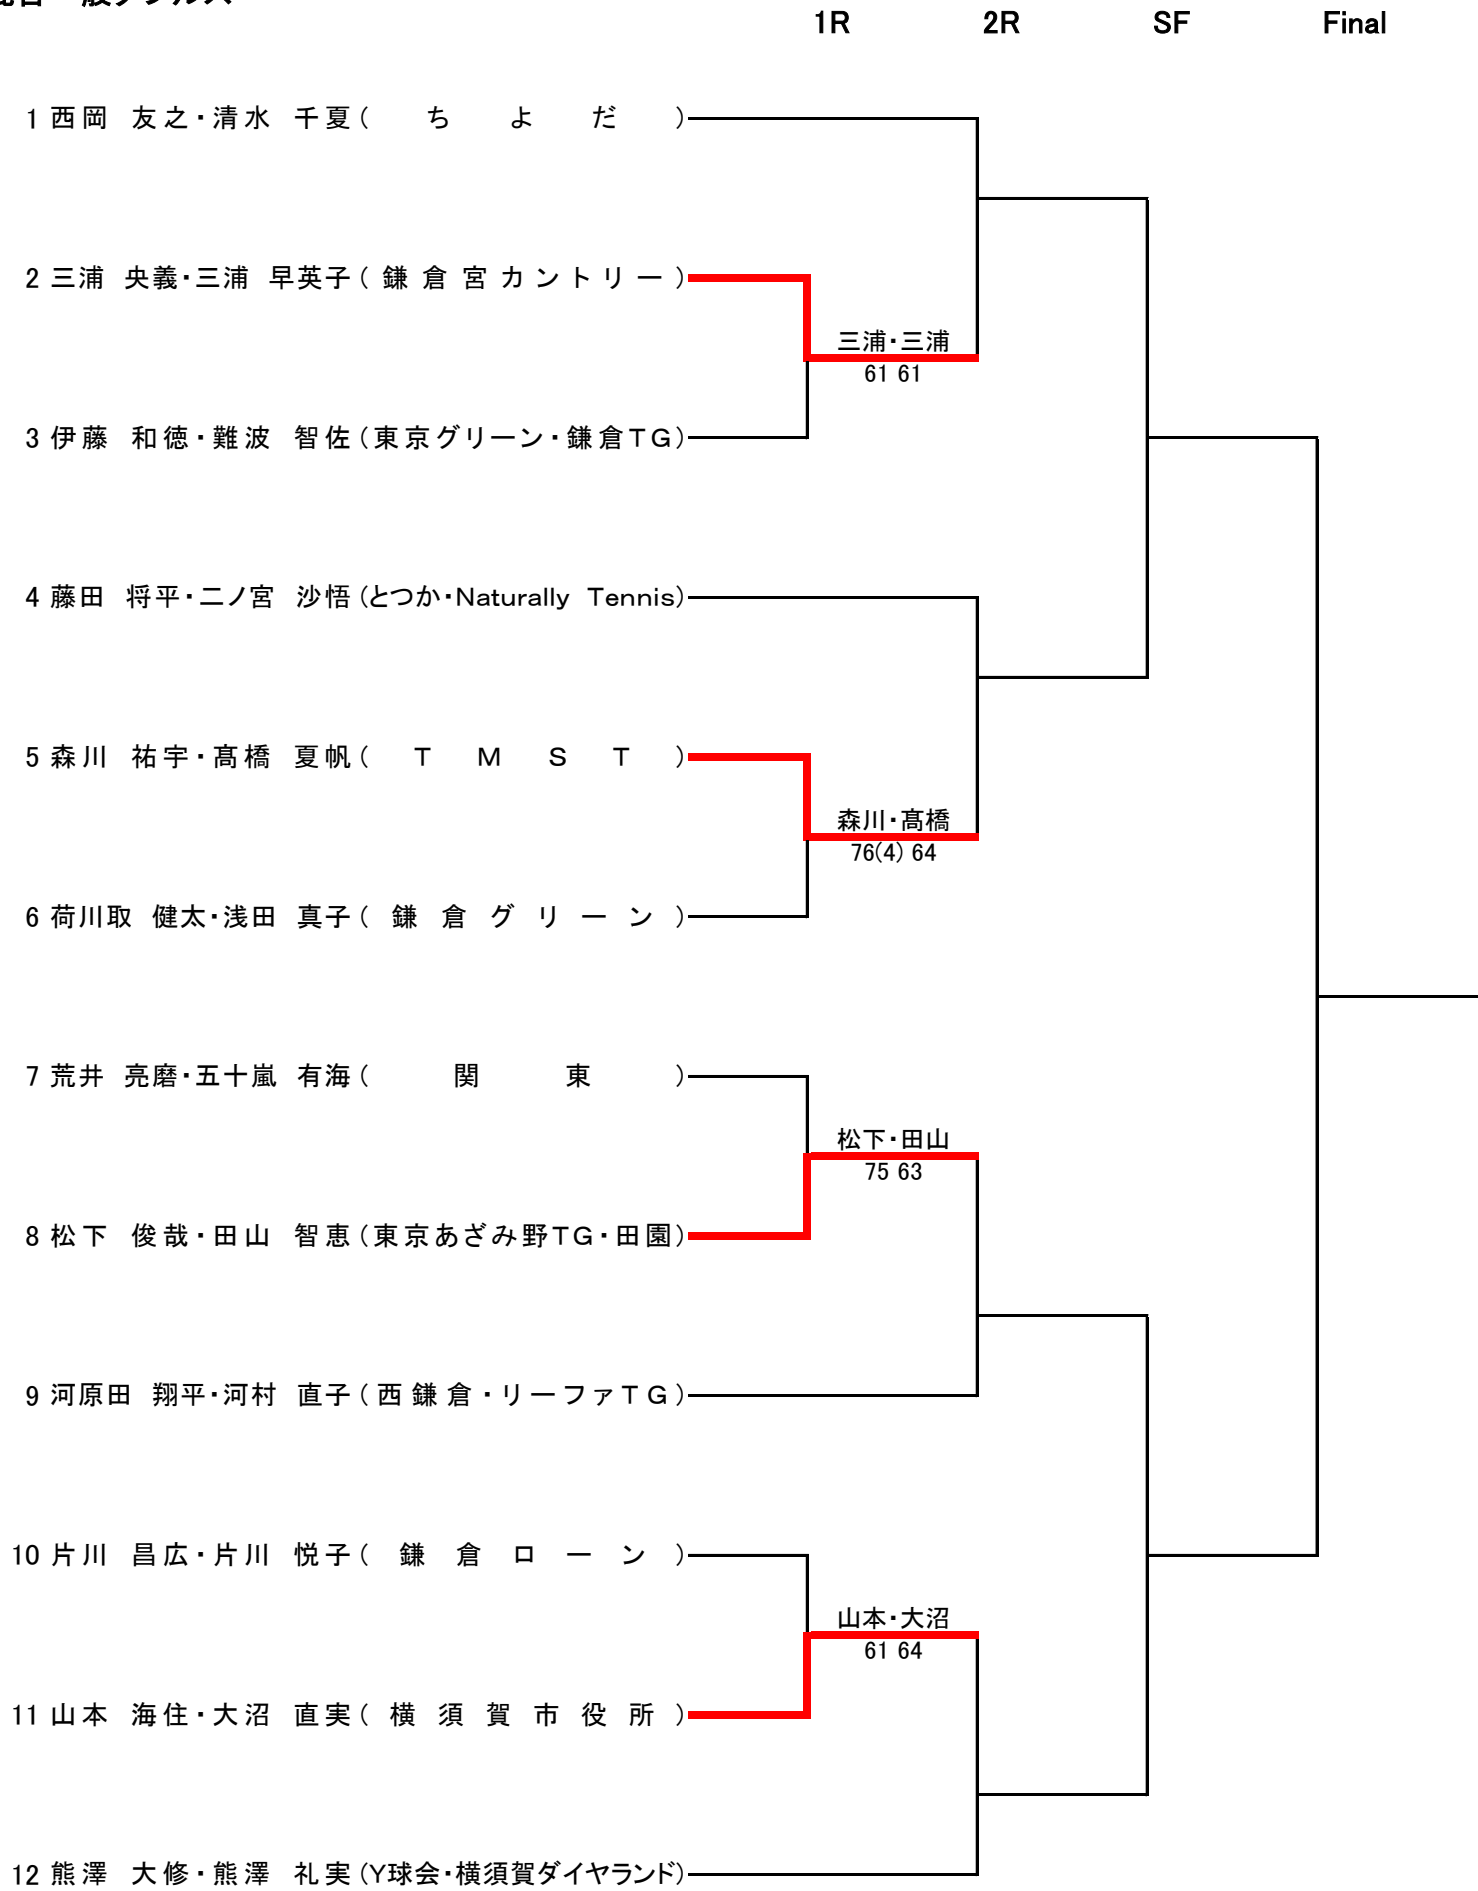 1R 2R SF Final
1 西岡 友之・清水 千夏 ( ち よ だ )
2 三浦 央義・三浦 早英子 ( 鎌倉宮カントリー )
三浦・三浦
61 61
3 伊藤 和徳・難波 智佐 (東京グリーン・鎌倉TG)
4 藤田 将平・二ノ宮 沙悟 (とつか・Naturally Tennis)
5 森川 祐宇・髙橋 夏帆 ( T M S T )
森川・髙橋
76(4) 64
6 荷川取 健太・浅田 真子 ( 鎌倉グリーン )
7 荒井 亮磨・五十嵐 有海 ( 関 東 )
松下・田山
75 63
8 松下 俊哉・田山 智恵 (東京あざみ野TG・田園)
9 河原田 翔平・河村 直子 (西鎌倉・リーファTG)
10 片川 昌広・片川 悦子 ( 鎌倉ローン )
山本・大沼
61 64
11 山本 海住・大沼 直実 ( 横須賀市役所 )
12 熊澤 大修・熊澤 礼実 (Y球会・横須賀ダイヤランド)